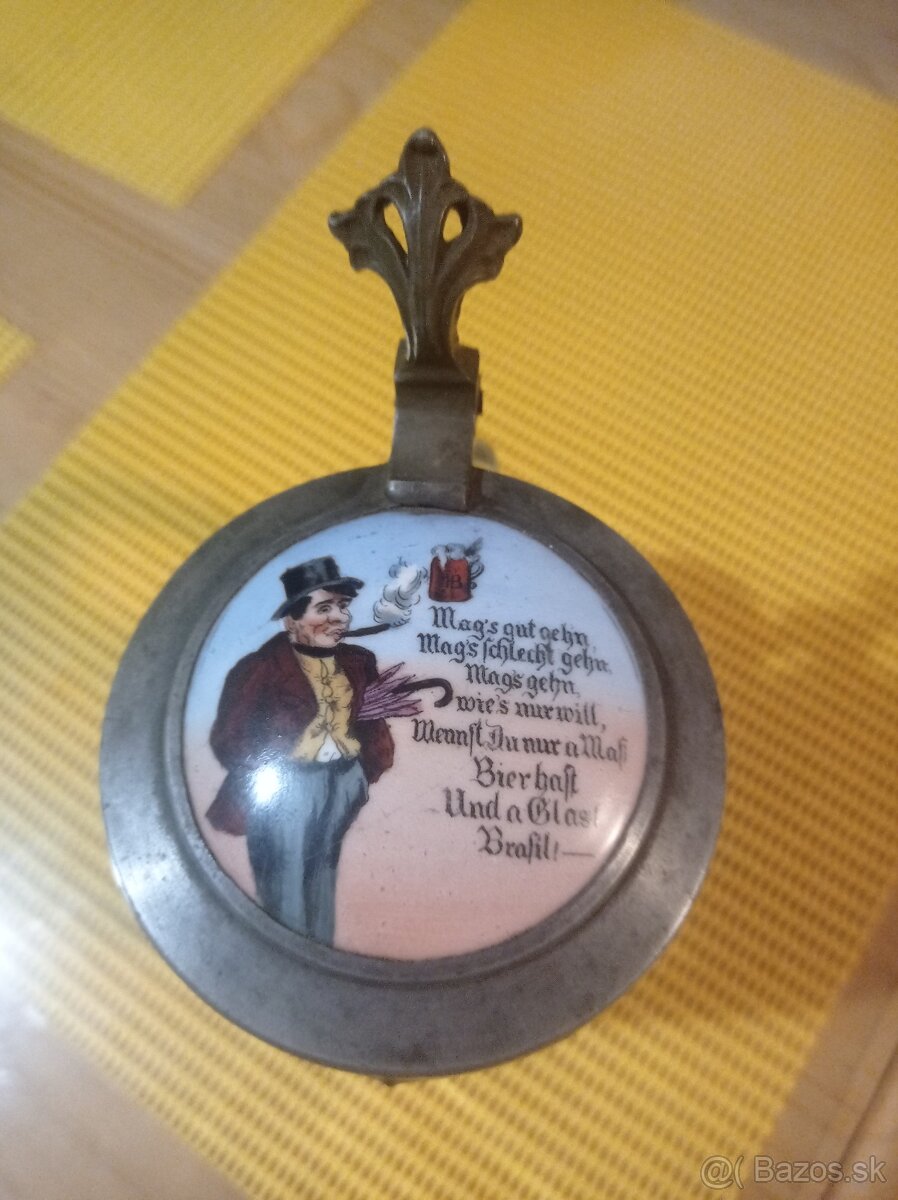 HB
Mag's gut gehn,
Mag's schlecht gehn.
Mag's gehn,
wie's nur will,
Wennst Du nur a Maß
Bier hast
Und a Glasl
Brasil! —
@( Bazos.sk